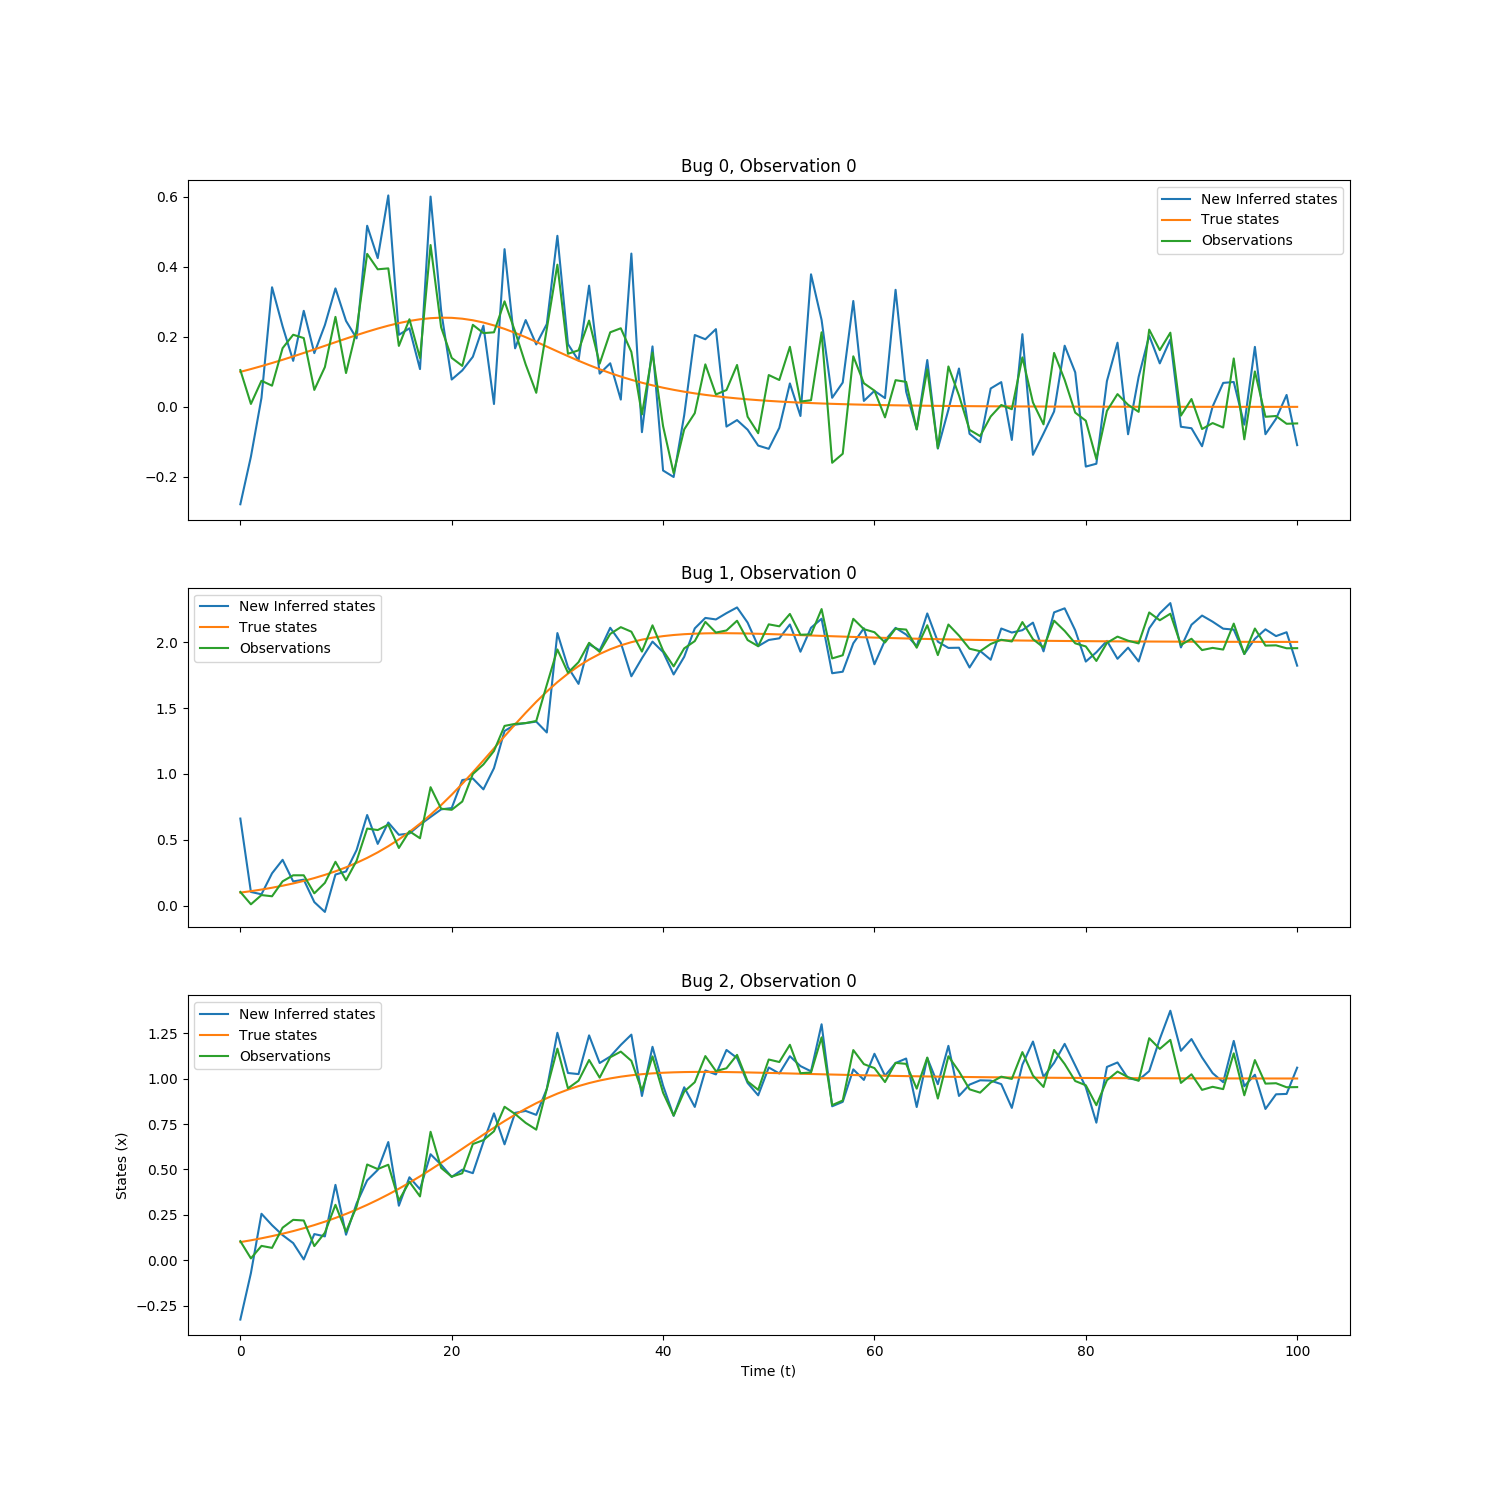 Bug 0, Observation 0
0.6
0.4
0.2
0.0
−0.2
New Inferred states
True states
Observations
Bug 1, Observation 0
2.0
1.5
1.0
0.5
0.0
New Inferred states
True states
Observations
Bug 2, Observation 0
1.25
1.00
0.75
0.50
0.25
0.00
−0.25
New Inferred states
True states
Observations
States (x)
0 20 40 60 80 100
Time (t)